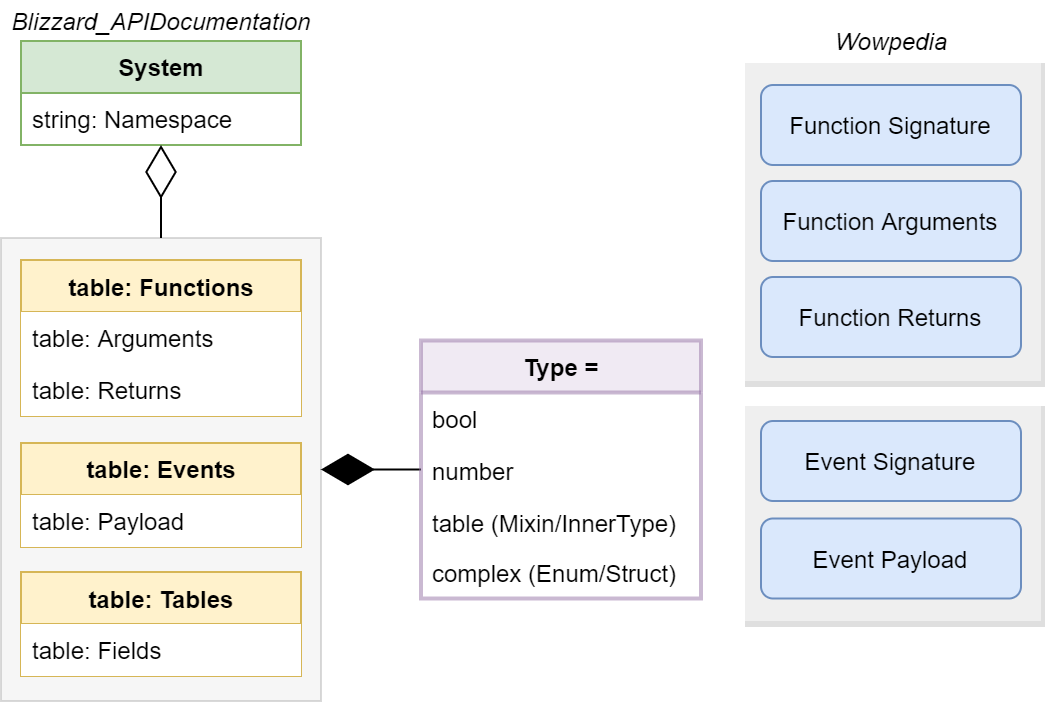 Blizzard_APIDocumentation
System
string: Namespace
table: Functions
table: Arguments
table: Returns
table: Events
table: Payload
table: Tables
table: Fields
Type =
bool
number
table (Mixin/InnerType)
complex (Enum/Struct)
Wowpedia
Function Signature
Function Arguments
Function Returns
Event Signature
Event Payload